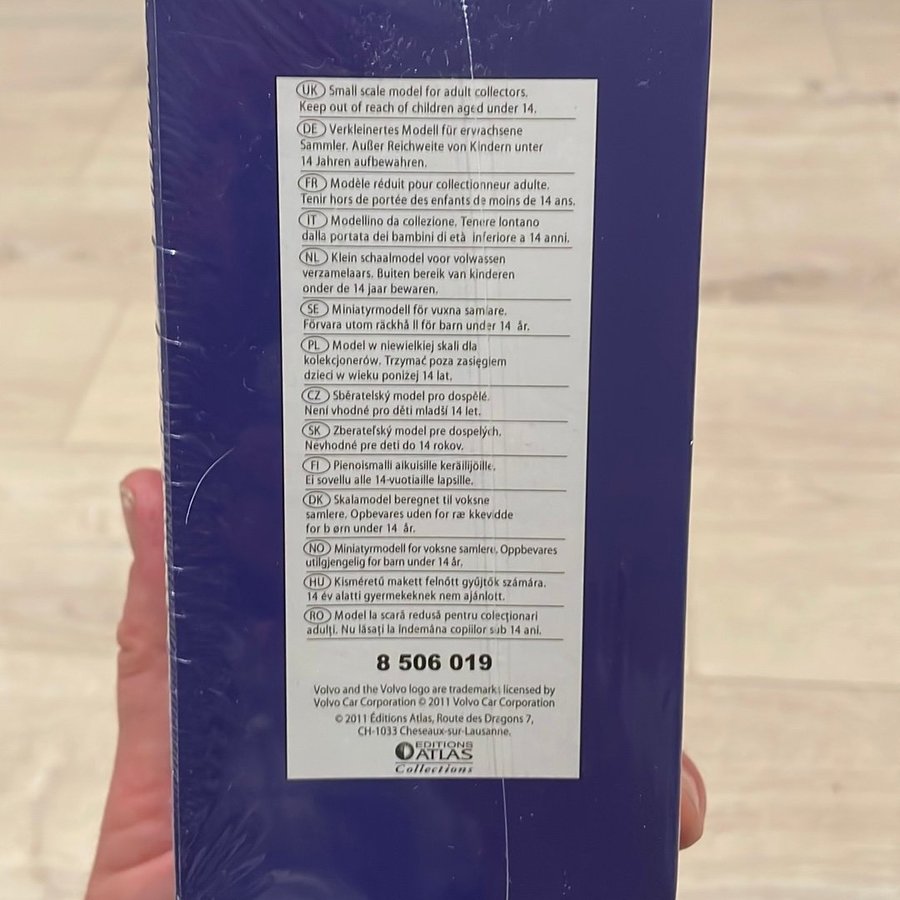 UK Small scale model for adult collectors.
Keep out of reach of children aged under 14.
DE Verkleinertes Modell für erwachsene
Sammler. Außer Reichweite von Kindern unter
14 Jahren aufbewahren.
FR Modèle réduit pour collectionneur adulte.
Tenir hors de portée des enfants de moins de 14 ans.
IT Modellino da collezione. Tenere lontano
dalla portata dei bambini di età inferiore a 14 anni.
NL Klein schaalmodel voor volwassen
verzamelaars. Buiten bereik van kinderen
onder de 14 jaar bewaren.
SE Miniatyrmodell för vuxna samlare.
Förvara utom räckhå ll för barn under 14 år.
PL Model w niewielkiej skali dla
kolekcjonerów. Trzymać poza zasięgiem
dzieci w wieku poniżej 14 lat.
CZ Sběratelský model pro dospělé.
Není vhodné pro děti mladší 14 let.
SK Zberateľský model pre dospelých.
Nevhodné pre deti do 14 rokov.
FI Pienoismalli aikuisille keräilijöille.
Ei sovellu alle 14-vuotiaille lapsille.
DK Skalamodel beregnet til voksne
samlere. Opbevares uden for ræ kkevidde
for b ørn under 14 år.
NO Miniatyrmodell for voksne samlere. Oppbevares
utilgjengelig for barn under 14 år.
HU Kisméretű makett felnőtt gyűjtők számára.
14 év alatti gyermekeknek nem ajánlott.
RO Model la scară redusă pentru colecţionari
adulţi. Nu lăsaţi la îndemâna copiilor sub 14 ani.
8 506 019
Volvo and the Volvo logo are trademarks licensed by
Volvo Car Corporation © 2011 Volvo Car Corporation
© 2011 Éditions Atlas, Route des Dragons 7,
CH-1033 Cheseaux-sur-Lausanne.
EDITIONS
ATLAS
Collections